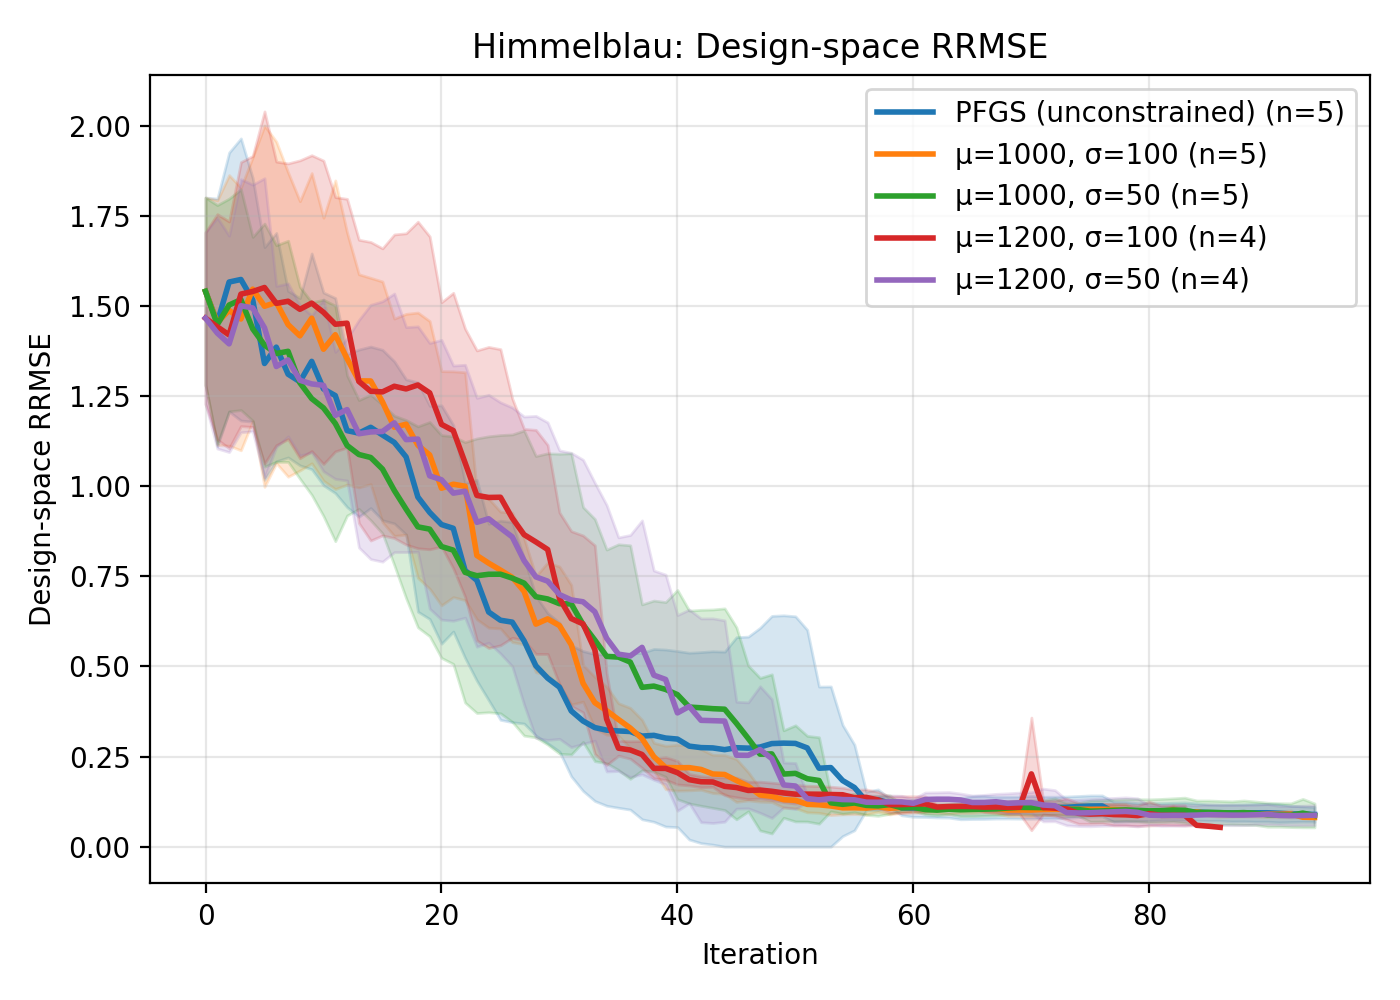 Himmelblau: Design-space RRMSE
PFGS (unconstrained) (n=5)
μ=1000, σ=100 (n=5)
μ=1000, σ=50 (n=5)
μ=1200, σ=100 (n=4)
μ=1200, σ=50 (n=4)
Design-space RRMSE
2.00
1.75
1.50
1.25
1.00
0.75
0.50
0.25
0.00
0 20 40 60 80
Iteration